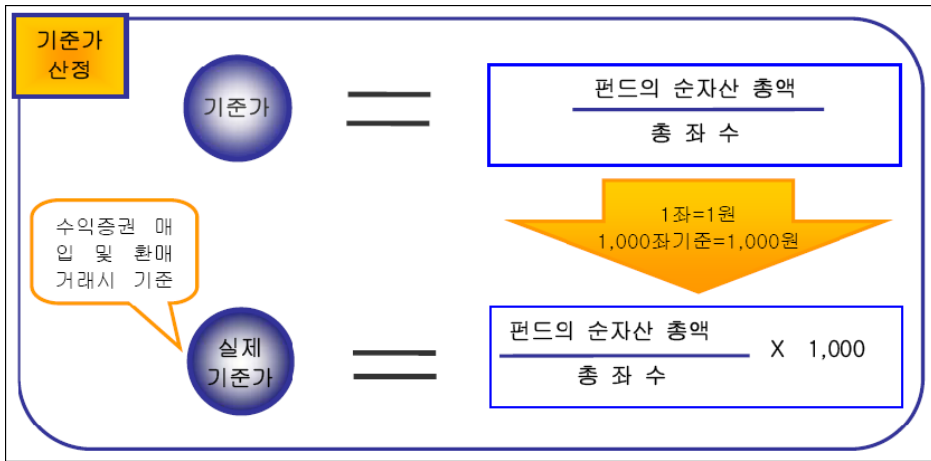 기준가
산정
기준가
펀드의 순자산 총액
총 좌 수
1좌=1원
1,000좌기준=1,000원
수익증권 매
입 및 환매
거래시 기준
실제
기준가
펀드의 순자산 총액
총 좌 수
X 1,000